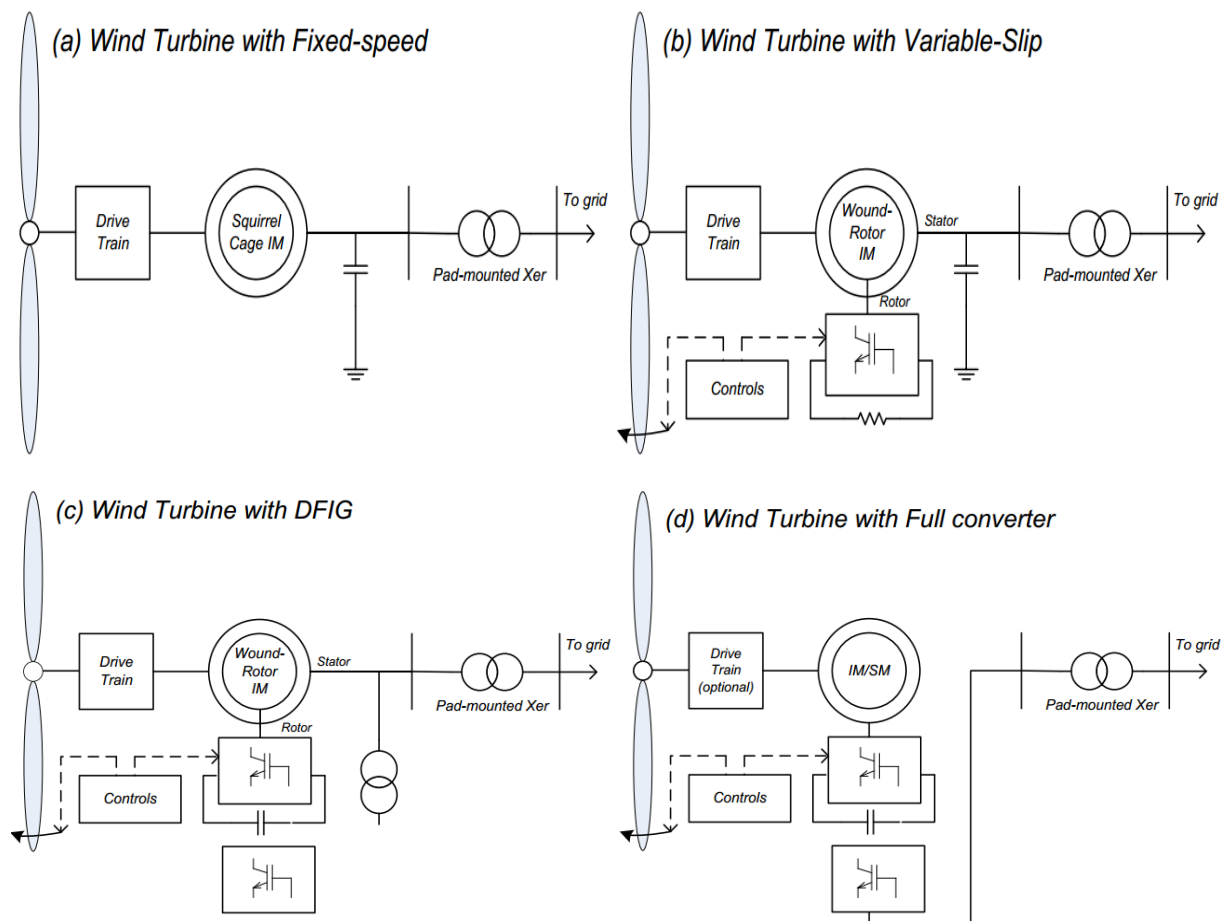 (a) Wind Turbine with Fixed-speed
Drive
Train
Squirrel
Cage IM
To grid
Pad-mounted Xer
(b) Wind Turbine with Variable-Slip
Drive
Train
Wound-
Rotor
IM
Stator
To grid
Pad-mounted Xer
Rotor
Controls
(c) Wind Turbine with DFIG
Drive
Train
Wound-
Rotor
IM
Stator
To grid
Pad-mounted Xer
Rotor
Controls
(d) Wind Turbine with Full converter
Drive
Train
(optional)
IM/SM
To grid
Pad-mounted Xer
Controls